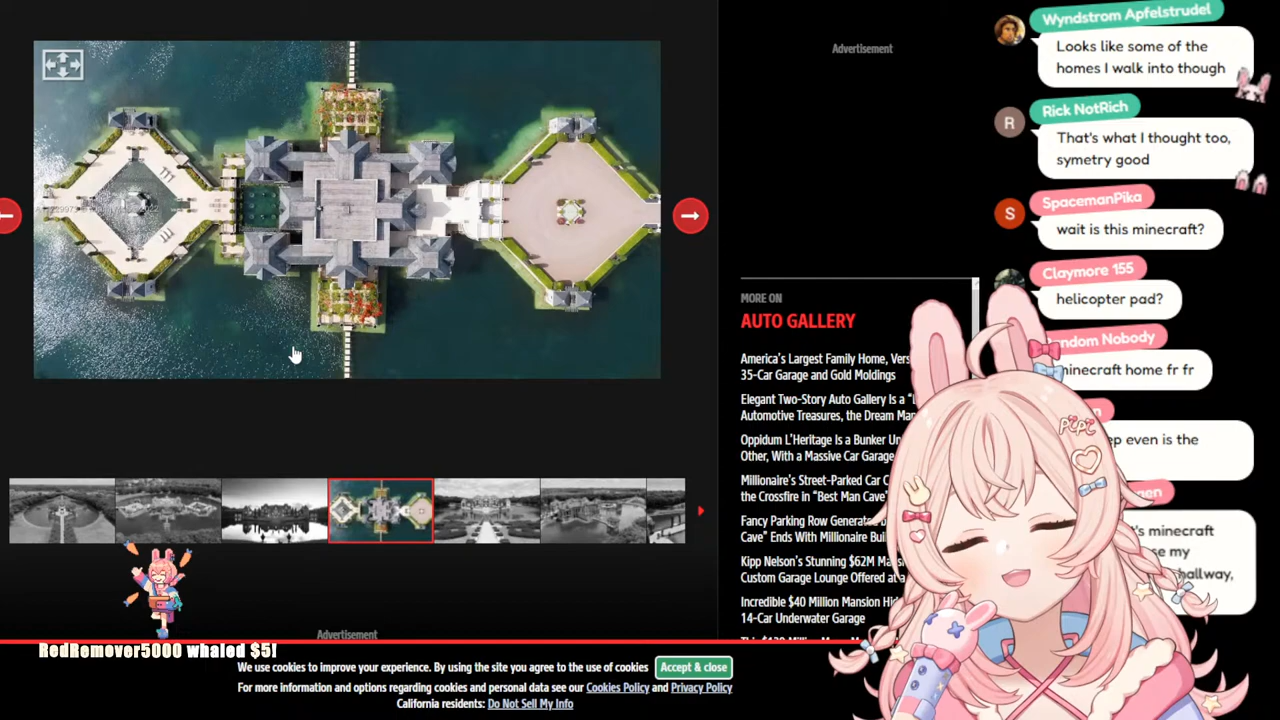 Advertisement
MORE ON
AUTO GALLERY
America's Largest Family Home, Vers
35-Car Garage and Gold Moldings
Elegant Two-Story Auto Gallery Is a
Automotive Treasures, the Dream Man
Oppidum L'Heritage Is a Bunker Un
Other, With a Massive Car Garage
Millionaire's Street-Parked Car C
the Crossfire in "Best Man Cave"
Fancy Parking Row Generates
Cave" Ends With Millionaire Buil
Kipp Nelson's Stunning $62M Ma
Custom Garage Lounge Offered at a
Incredible $40 Million Mansion Hi
14-Car Underwater Garage
Advertisement
RedRemover5000 whaled $5!
We use cookies to improve your experience. By using the site you agree to the use of cookies
Accept & close
For more information and options regarding cookies and personal data see our Cookies Policy and Privacy Policy
California residents: Do Not Sell My Info
Wyndstrom Apfelstrudel
Looks like some of the
homes I walk into though
R
Rick NotRich
That's what I thought too,
symetry good
S
SpacemanPika
wait is this minecraft?
Claymore 155
helicopter pad?
ndom Nobody
minecraft home fr fr
ep even is the
's minecraft
se my
hallway,
PiPi